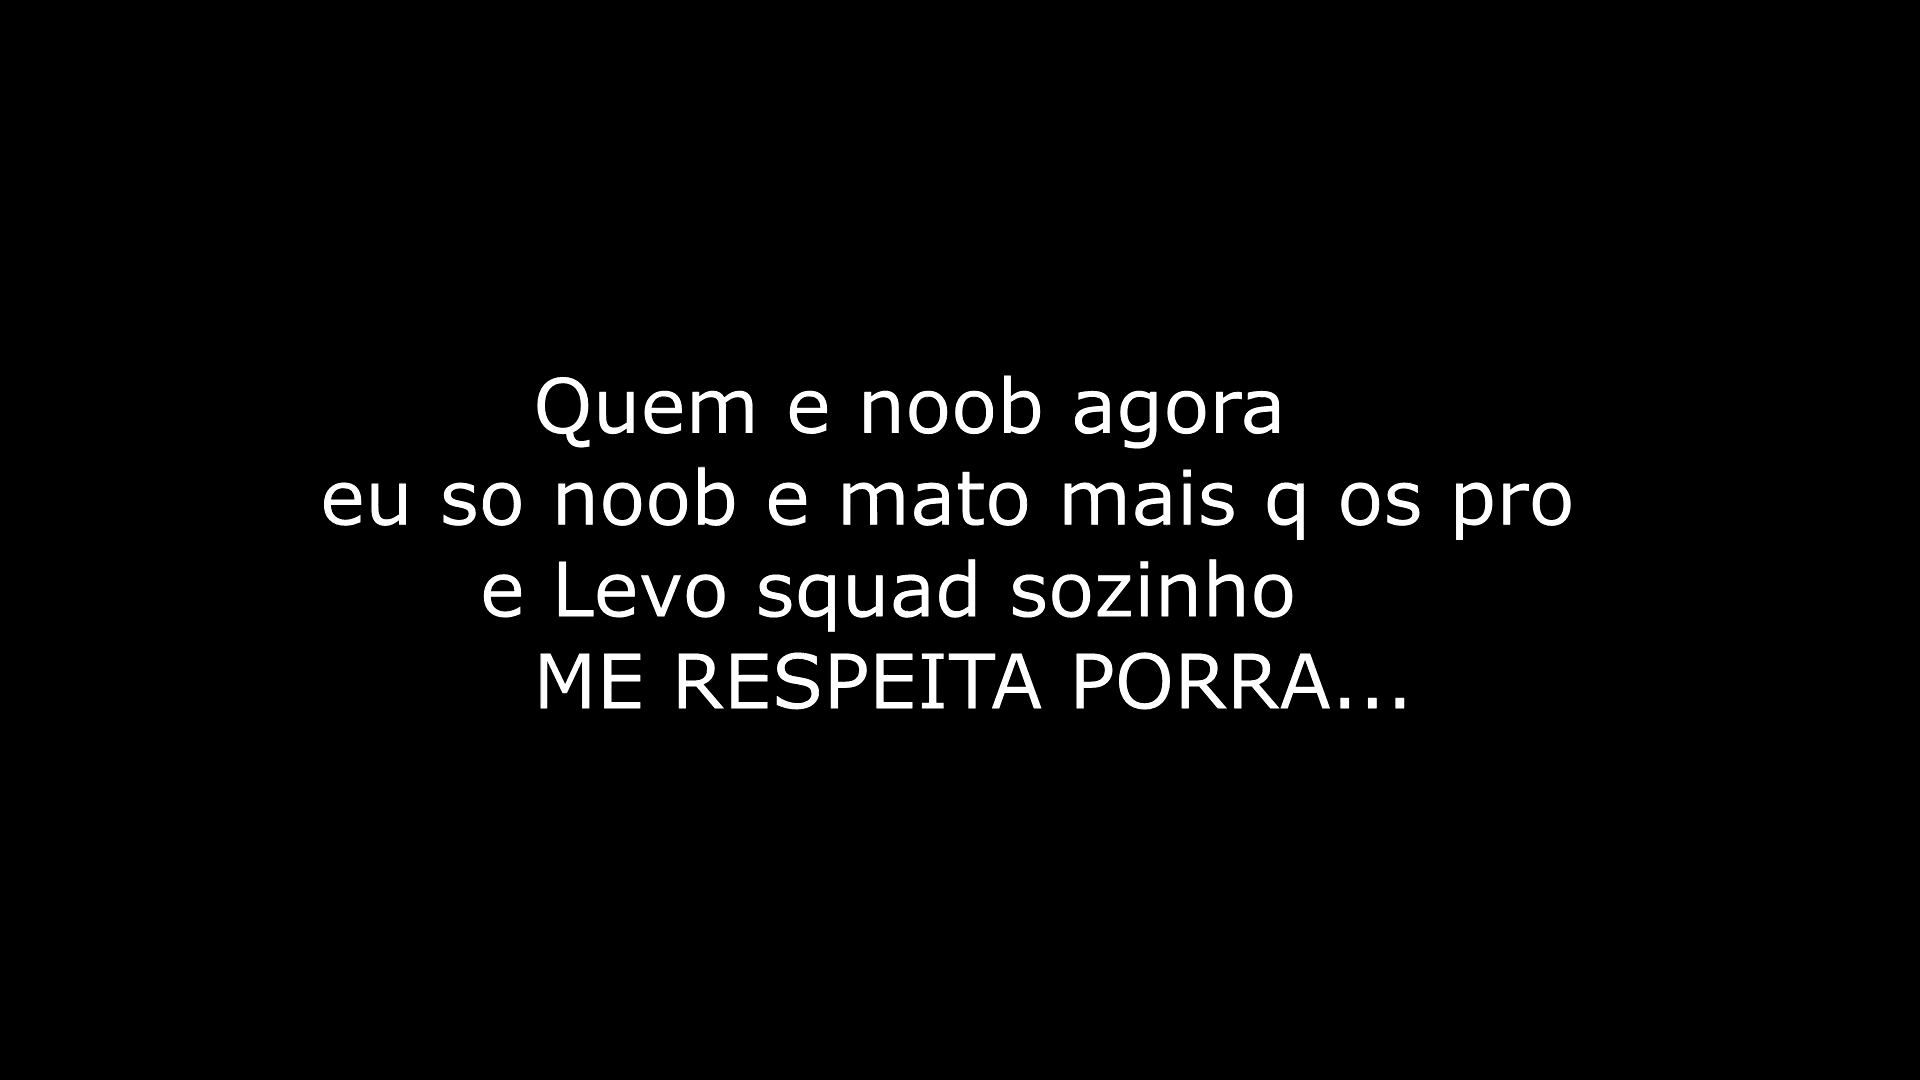 Quem e noob agora
eu so noob e mato mais q os pro
e Levo squad sozinho
ME RESPEITA PORRA...